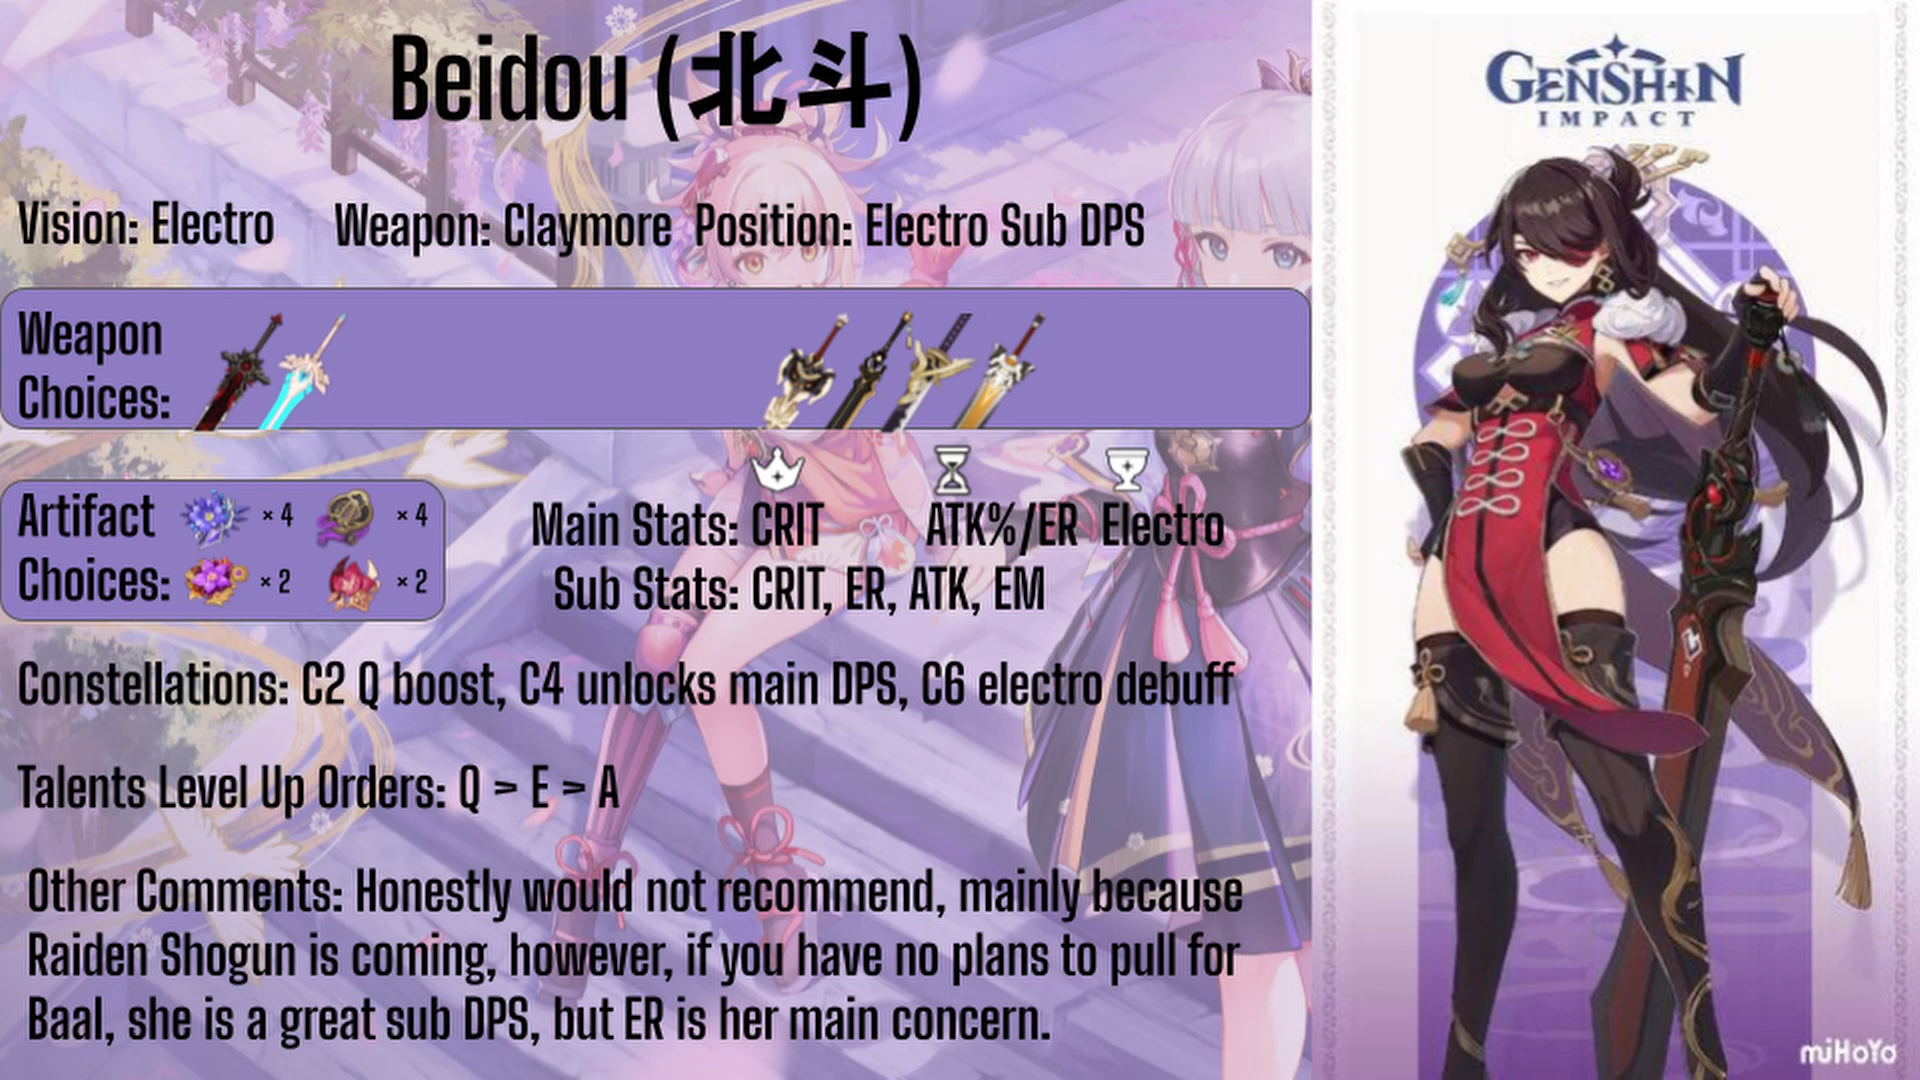 Beidou (北斗)
GENSHIN
IMPACT
Vision: Electro
Weapon: Claymore
Position: Electro Sub DPS
Weapon
Choices:
Artifact × 4 × 4
Choices: × 2 × 2
Main Stats: CRIT ATK%/ER Electro
Sub Stats: CRIT, ER, ATK, EM
Constellations: C2 Q boost, C4 unlocks main DPS, C6 electro debuff
Talents Level Up Orders: Q > E > A
Other Comments: Honestly would not recommend, mainly because
Raiden Shogun is coming, however, if you have no plans to pull for
Baal, she is a great sub DPS, but ER is her main concern.
miHoYo